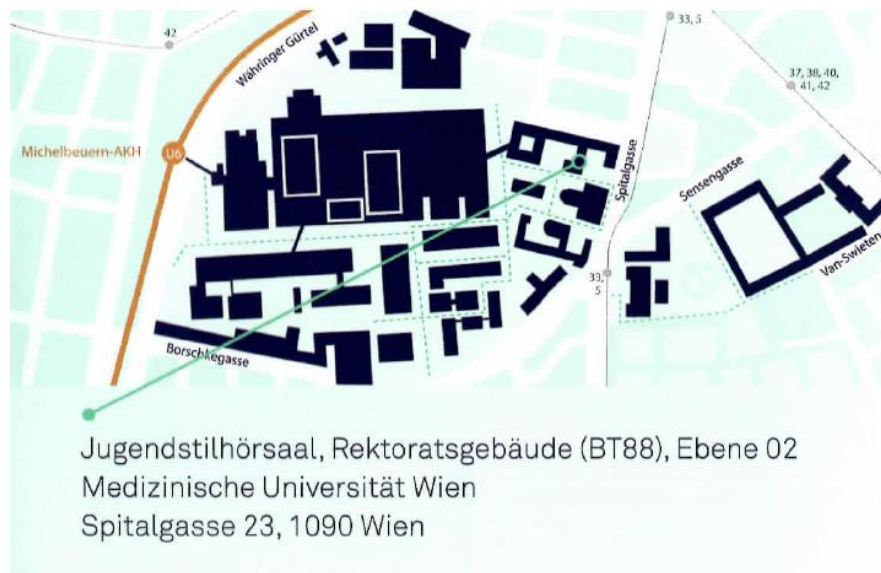 42
33, 5
Währinger Gürtel
37, 38, 40,
41, 42
Michelbeuern-AKH
U6
Spitalgasse
Sensengasse
Van-Swieten
33,
5
Borschkegasse
Jugendstilhörsaal, Rektoratsgebäude (BT88), Ebene 02
Medizinische Universität Wien
Spitalgasse 23, 1090 Wien